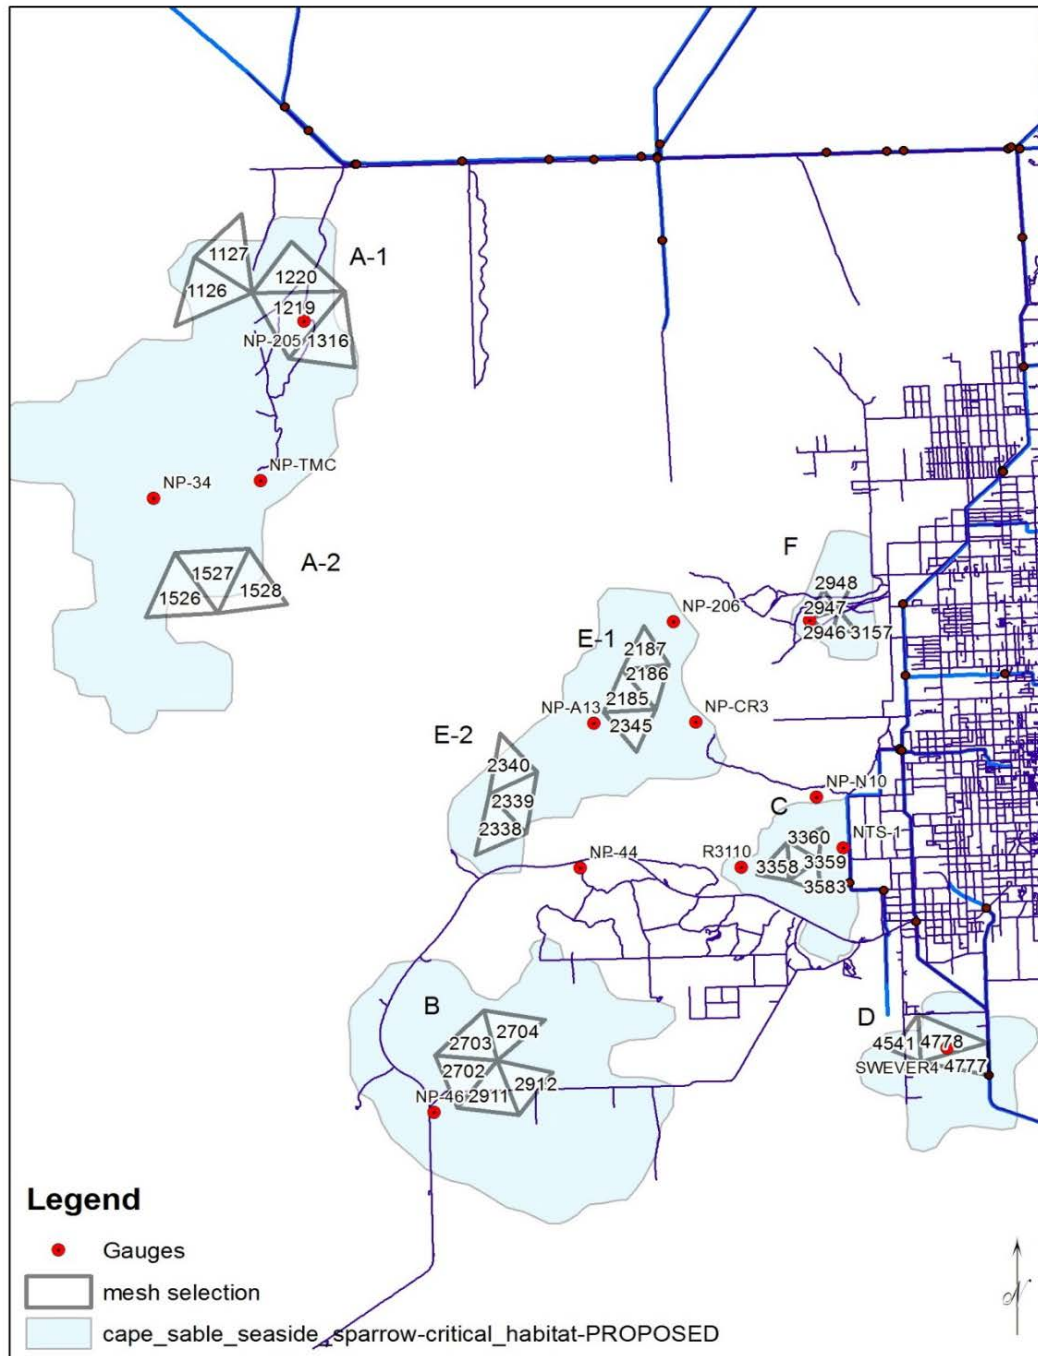 A-1
1127
1220
1126
1219
NP-205
1316
NP-TMC
NP-34
A-2
1527
1526
1528
F
2948
2947
2946
3157
NP-206
E-1
2187
2186
2185
NP-A13
2345
NP-CR3
E-2
2340
2339
2338
NP-N10
C
3360
NTS-1
R3110
3358
3359
3583
NP-44
B
2703
2704
2702
NP-46
2911
2912
D
4541
4778
SWEVER4
4777
Legend
Gauges
mesh selection
cape_sable_seaside_sparrow-critical_habitat-PROPOSED
N